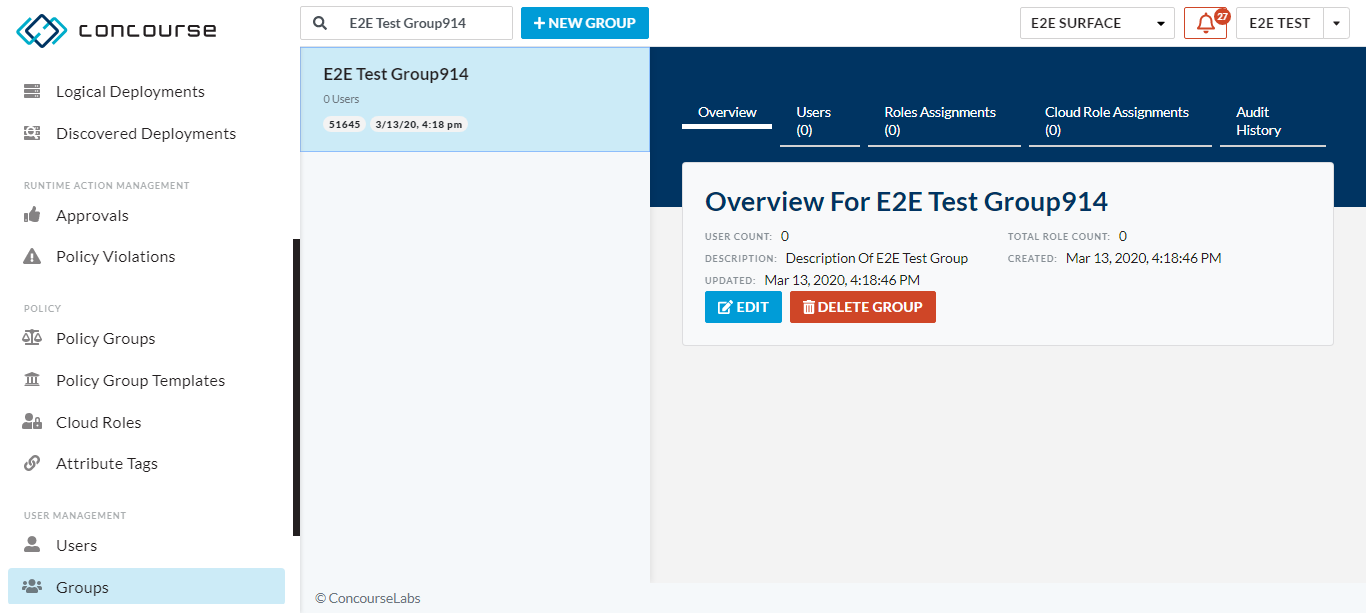 concourse
Logical Deployments
Discovered Deployments
RUNTIME ACTION MANAGEMENT
Approvals
Policy Violations
POLICY
Policy Groups
Policy Group Templates
Cloud Roles
Attribute Tags
USER MANAGEMENT
Users
Groups
E2E Test Group914
NEW GROUP
E2E SURFACE
27
E2E TEST
E2E Test Group914
0 Users
51645 3/13/20, 4:18 pm
Overview
Users
(0)
Roles Assignments
(0)
Cloud Role Assignments
(0)
Audit
History
Overview For E2E Test Group914
USER COUNT: 0
TOTAL ROLE COUNT: 0
DESCRIPTION: Description Of E2E Test Group
CREATED: Mar 13, 2020, 4:18:46 PM
UPDATED: Mar 13, 2020, 4:18:46 PM
EDIT
DELETE GROUP
© ConcourseLabs